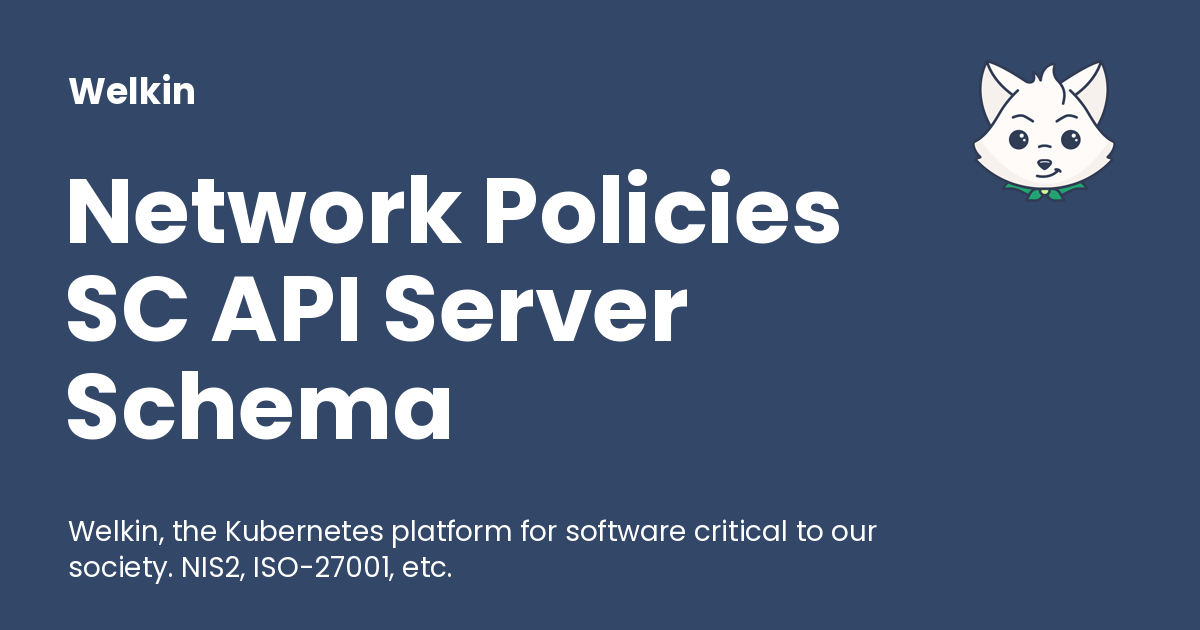 Welkin
Network Policies
SC API Server
Schema
Welkin, the Kubernetes platform for software critical to our
society. NIS2, ISO-27001, etc.